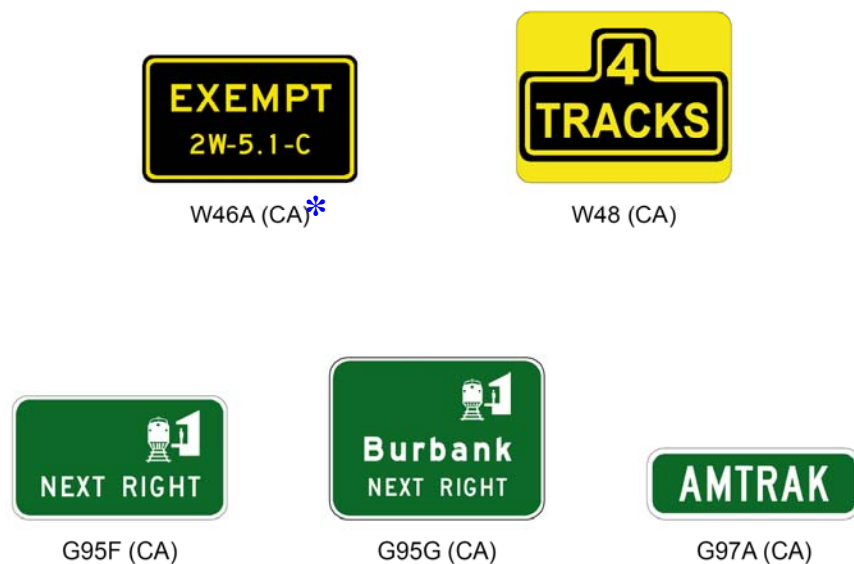 EXEMPT
2W-5.1-C
W46A (CA)*
4
TRACKS
W48 (CA)
NEXT RIGHT
G95F (CA)
Burbank
NEXT RIGHT
G95G (CA)
AMTRAK
G97A (CA)